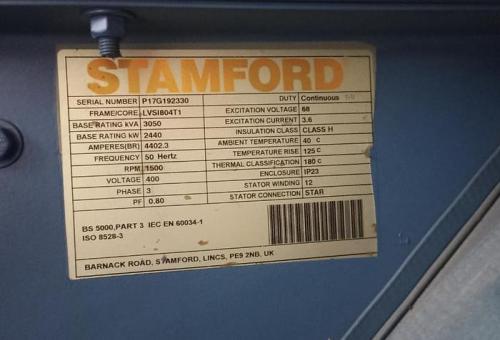 STAMFORD
SERIAL NUMBER P17G192330
FRAME/CORE LVSI804T1
BASE RATING kVA 3050
BASE RATING kW 2440
AMPERES(BR) 4402.3
FREQUENCY 50 Hertz
RPM 1500
VOLTAGE 400
PHASE 3
PF 0.80
DUTY Continuous
EXCITATION VOLTAGE 68
EXCITATION CURRENT 3.6
INSULATION CLASS CLASS H
AMBIENT TEMPERATURE 40 C
TEMPERATURE RISE 125 C
THERMAL CLASSIFICATION 180 C
ENCLOSURE IP23
STATOR WINDING 12
STATOR CONNECTION STAR
BS 5000,PART 3 IEC EN 60034-1
ISO 8528-3
BARNACK ROAD, STAMFORD, LINCS, PE9 2NB, UK